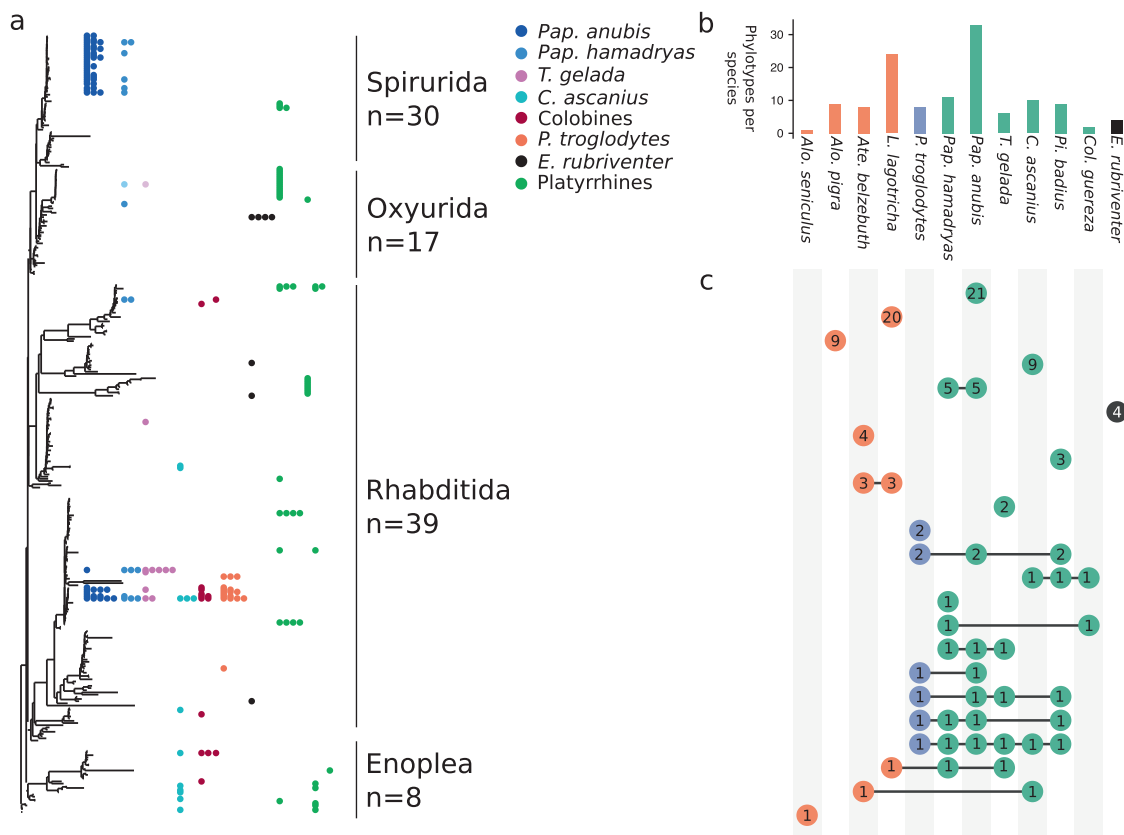 a
Pap. anubis
Pap. hamadryas
T. gelada
C. ascanius
Colobines
P. troglodytes
E. rubriventer
Platyrrhines
Spirurida
n=30
Oxyurida
n=17
Rhabditida
n=39
Enoplea
n=8
b
Phylotypes per
species
30
20
10
0
Alo. seniculus
Alo. pigra
Ate. belzebuth
L. lagotricha
P. troglodytes
Pap. hamadryas
Pap. anubis
T. gelada
C. ascanius
Pi. badius
Col. guereza
E. rubriventer
c
21
20
9
9
5 5
4
4
3
3 3
2
2
2 2 2
1 1 1
1
1 1
1 1 1
1 1
1 1 1 1
1 1 1 1
1 1 1 1 1 1
1 1 1
1 1
1